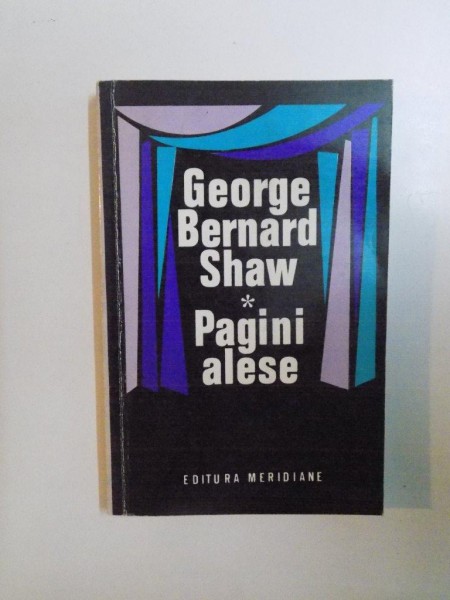 George
Bernard
Shaw
*
Pagini
alese
EDITURA MERIDIANE